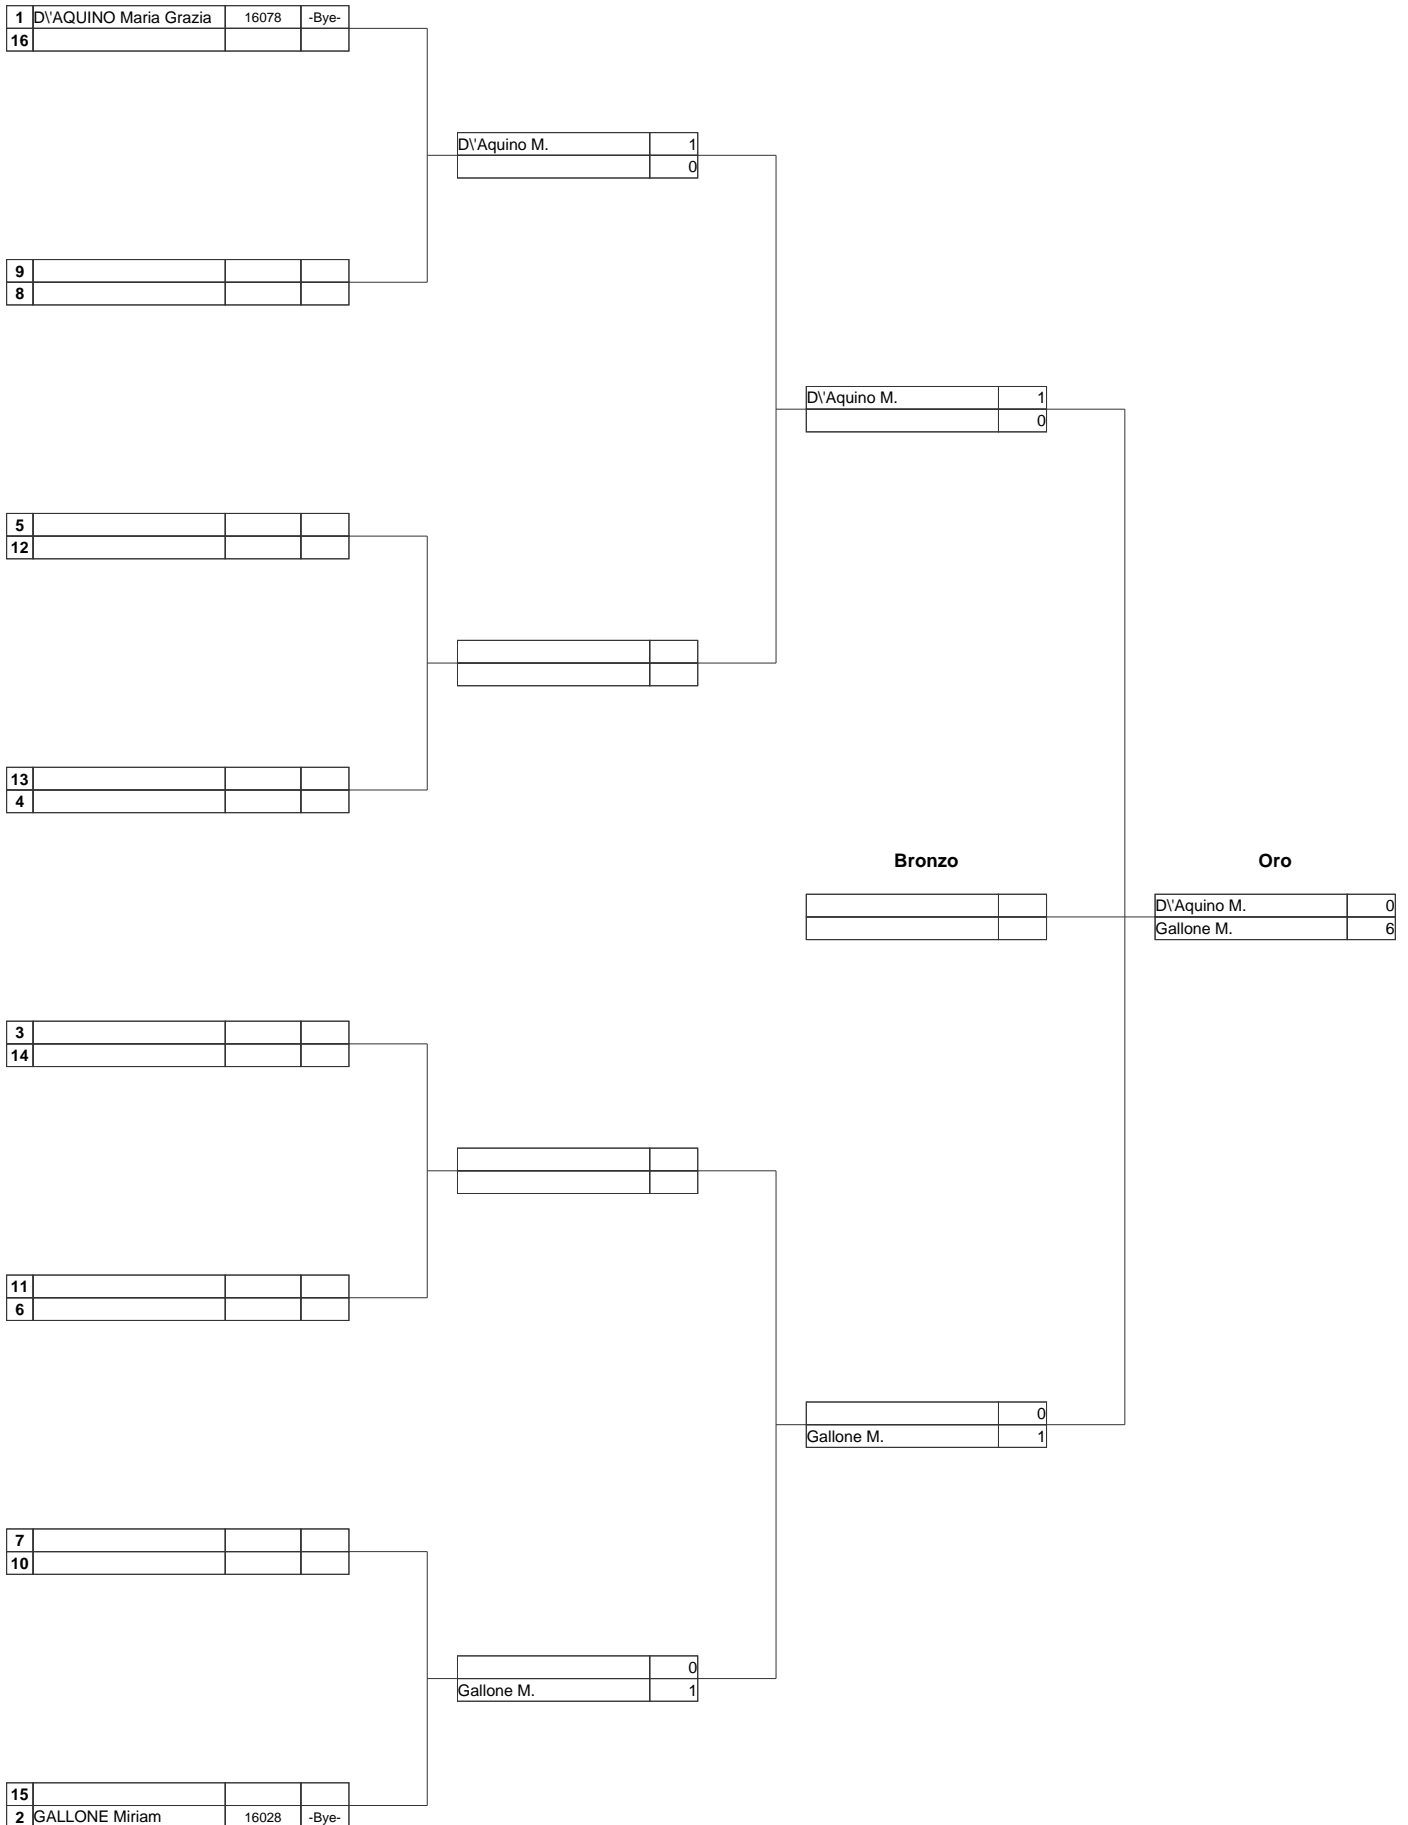 1 D\'AQUINO Maria Grazia 16078 -Bye-
16
D\'Aquino M. 1
0
9
8
D\'Aquino M. 1
0
5
12
13
4
Bronzo
Oro
D\'Aquino M. 0
Gallone M. 6
3
14
11
6
0
Gallone M. 1
7
10
0
Gallone M. 1
15
2 GALLONE Miriam 16028 -Bye-